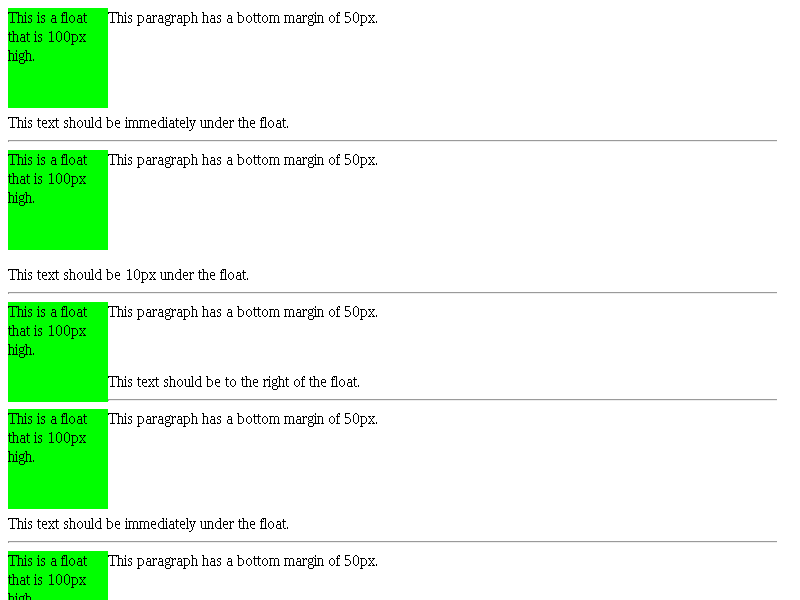 This is a float
that is 100px
high.
This paragraph has a bottom margin of 50px.
This text should be immediately under the float.
This is a float
that is 100px
high.
This paragraph has a bottom margin of 50px.
This text should be 10px under the float.
This is a float
that is 100px
high.
This paragraph has a bottom margin of 50px.
This text should be to the right of the float.
This is a float
that is 100px
high.
This paragraph has a bottom margin of 50px.
This text should be immediately under the float.
This is a float
that is 100px
high.
This paragraph has a bottom margin of 50px.